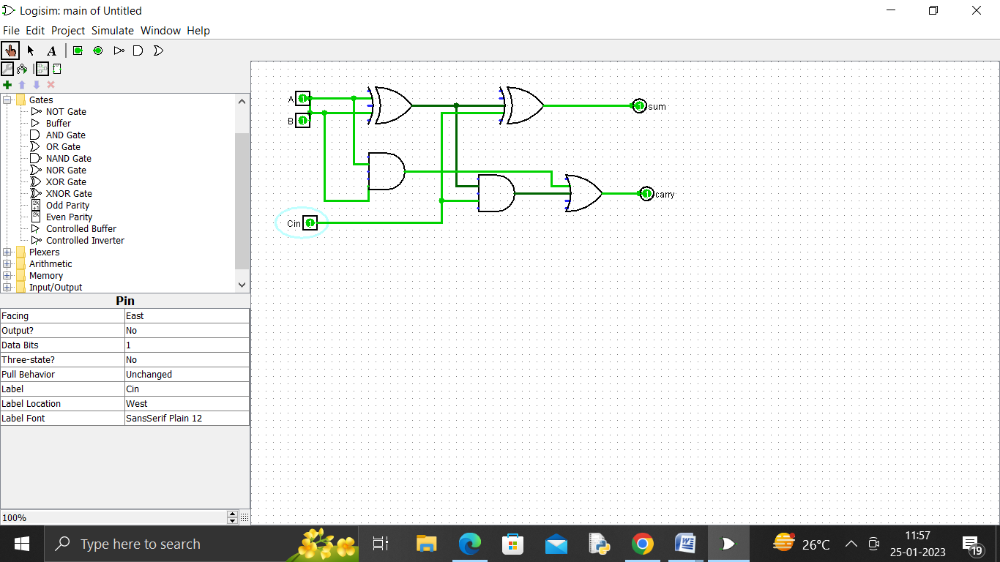 Logisim: main of Untitled
File Edit Project Simulate Window Help
A
Gates
NOT Gate
Buffer
AND Gate
OR Gate
NAND Gate
NOR Gate
XOR Gate
XNOR Gate
Odd Parity
Even Parity
Controlled Buffer
Controlled Inverter
Plexers
Arithmetic
Memory
Input/Output
Pin
Facing East
Output? No
Data Bits 1
Three-state? No
Pull Behavior Unchanged
Label Cin
Label Location West
Label Font SansSerif Plain 12
100%
A 1
B 1
Cin 1
1 sum
1 carry
Type here to search
26°C
11:57
25-01-2023
19